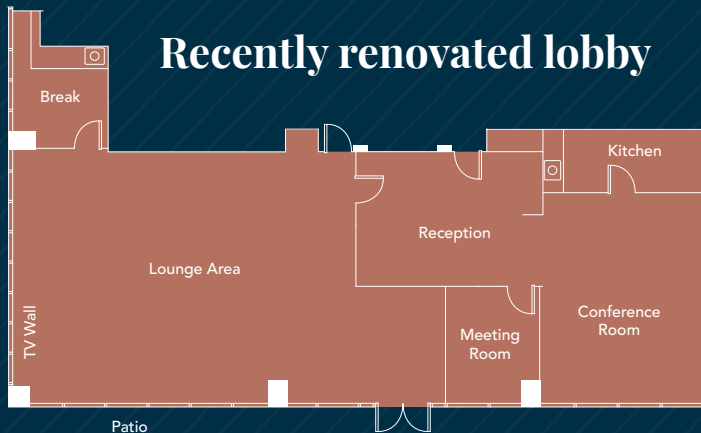 Recently renovated lobby
Break
Kitchen
Reception
Lounge Area
Conference
Room
TV Wall
Meeting
Room
Patio